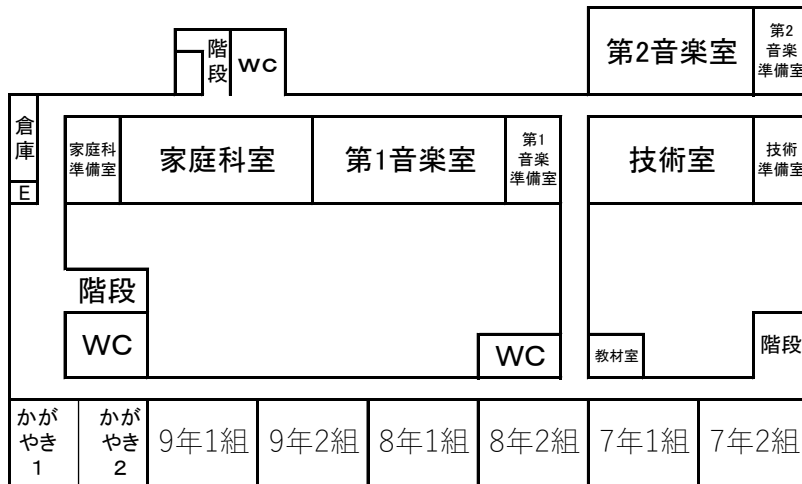 階段
WC
第2音楽室
第2
音楽
準備室
倉庫
E
家庭科
準備室
家庭科室
第1音楽室
第1
音楽
準備室
技術室
技術
準備室
階段
WC
WC
教材室
階段
かが
やき
1
かが
やき
2
9年1組
9年2組
8年1組
8年2組
7年1組
7年2組